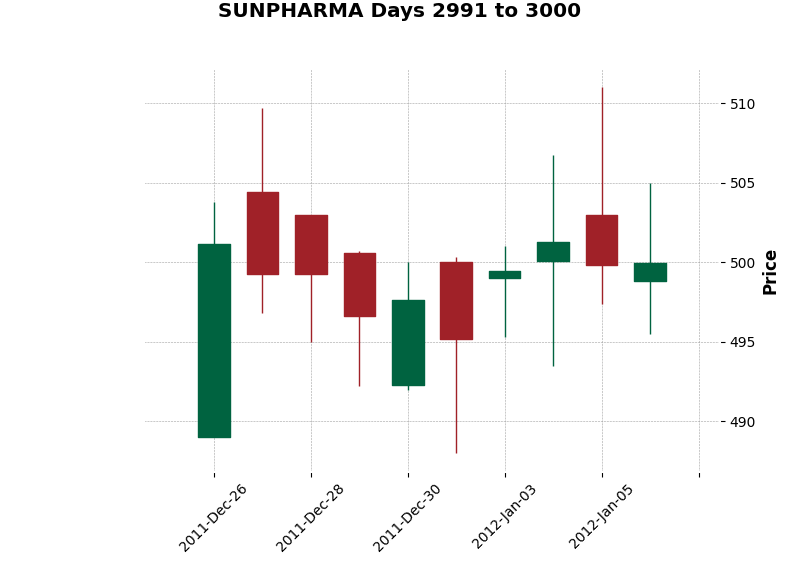 SUNPHARMA Days 2991 to 3000
510
505
500
495
490
Price
2011-Dec-26
2011-Dec-28
2011-Dec-30
2012-Jan-03
2012-Jan-05